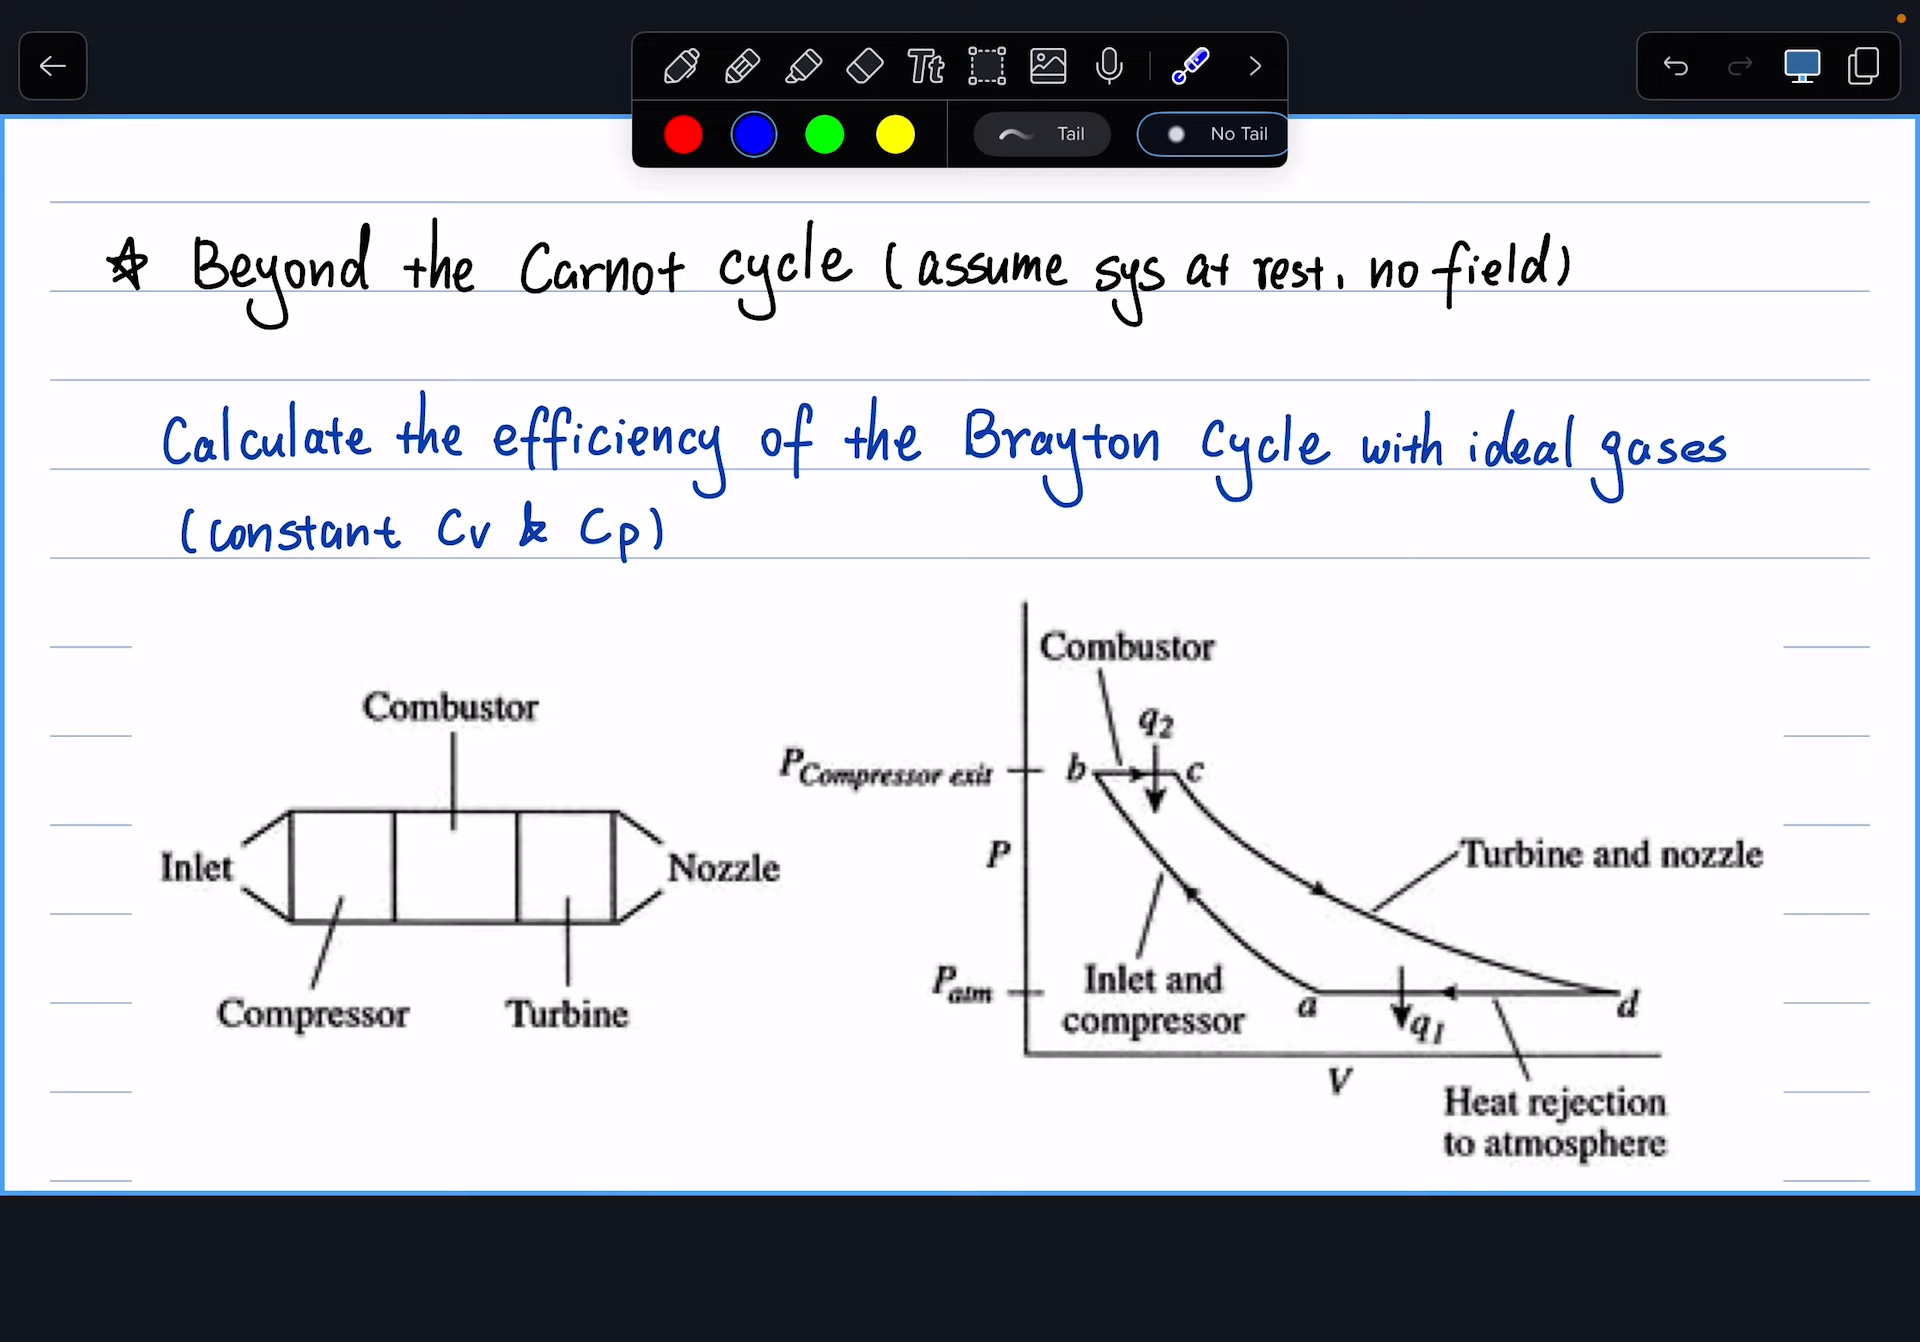 Tt
Tail
No Tail
☆ Beyond the Carnot cycle (assume sys at rest, no field)
Calculate the efficiency of the Brayton Cycle with ideal gases
(constant Cv & Cp)
Combustor
Inlet
Nozzle
Compressor
Turbine
Combustor
q2
PCompressor exit
b
c
P
Turbine and nozzle
Patm
Inlet and
compressor
a
q1
d
V
Heat rejection
to atmosphere